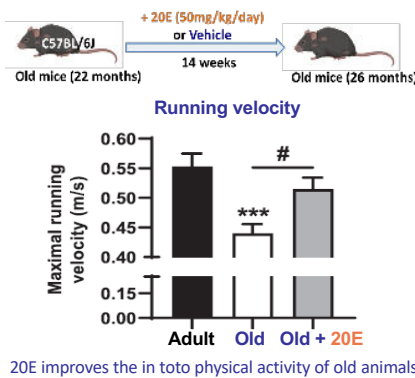 + 20E (50mg/kg/day)
or Vehicle
C57BL/6J
14 weeks
Old mice (22 months)
Old mice (26 months)
Running velocity
Maximal running
velocity (m/s)
0.60
0.55
0.50
0.45
0.40
0.15
0.00
***
#
Adult
Old
Old + 20E
20E improves the in toto physical activity of old animals